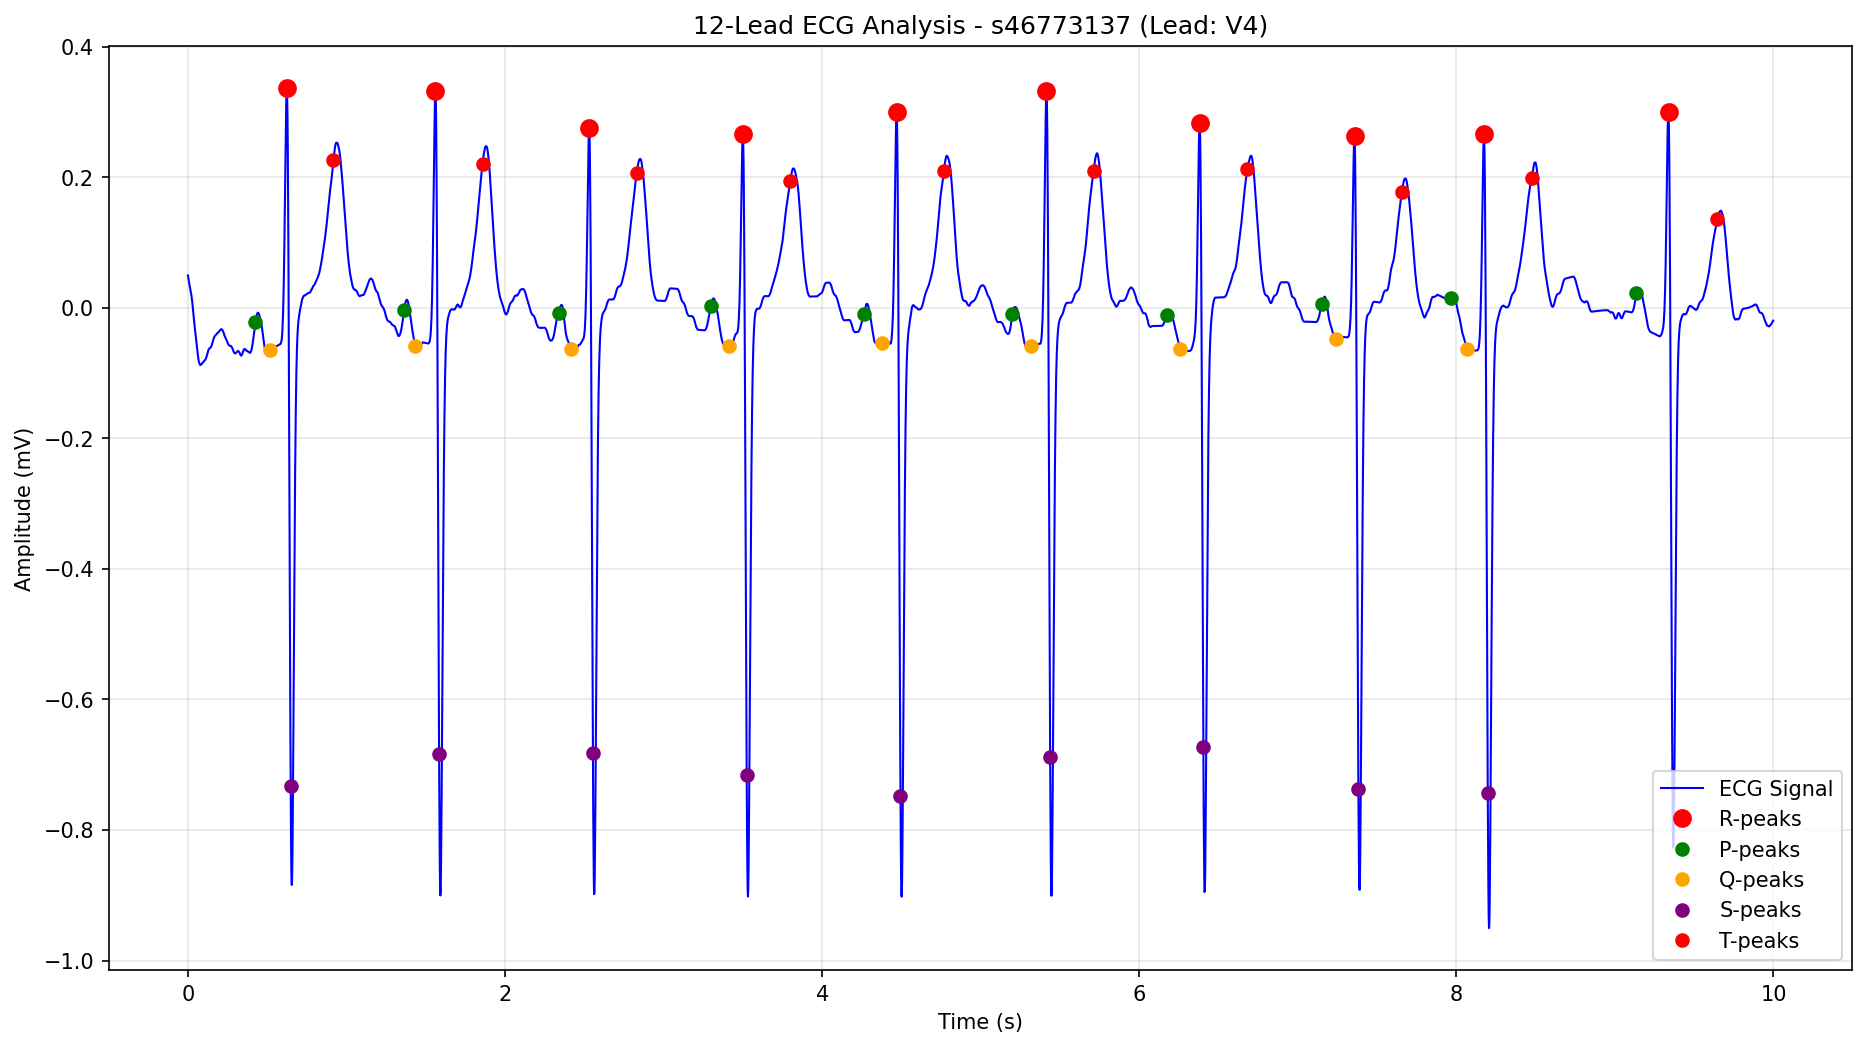 12-Lead ECG Analysis - s46773137 (Lead: V4)
Amplitude (mV)
0.4
0.2
0.0
−0.2
−0.4
−0.6
−0.8
−1.0
0 2 4 6 8 10
Time (s)
ECG Signal
R-peaks
P-peaks
Q-peaks
S-peaks
T-peaks